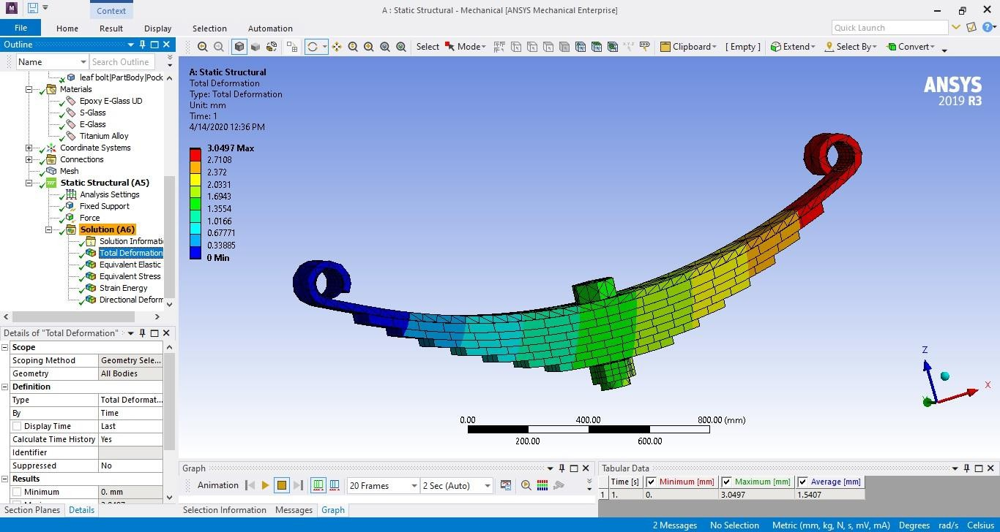 A : Static Structural - Mechanical [ANSYS Mechanical Enterprise]
Context
File Home Result Display Selection Automation
Quick Launch
Outline
Name Search Outline
Select Mode Clipboard [ Empty ] Extend Select By Convert
leaf bolt|PartBody|Pock
Materials
Epoxy E-Glass UD
S-Glass
E-Glass
Titanium Alloy
Coordinate Systems
Connections
Mesh
Static Structural (A5)
Analysis Settings
Fixed Support
Force
Solution (A6)
Solution Informati
Total Deformation
Equivalent Elastic
Equivalent Stress
Strain Energy
Directional Deform
Details of "Total Deformation"
Scope
Scoping Method Geometry Sele...
Geometry All Bodies
Definition
Type Total Deformat...
By Time
Display Time Last
Calculate Time History Yes
Identifier
Suppressed No
Results
Minimum 0. mm
Section Planes Details
A: Static Structural
Total Deformation
Type: Total Deformation
Unit: mm
Time: 1
4/14/2020 12:36 PM
3.0497 Max
2.7108
2.372
2.0331
1.6943
1.3554
1.0166
0.67771
0.33885
0 Min
ANSYS
2019 R3
Z
X
Y
0.00 400.00 800.00 (mm)
200.00 600.00
Graph
Animation 20 Frames 2 Sec (Auto)
Selection Information Messages Graph
Tabular Data
Time [s] Minimum [mm] Maximum [mm] Average [mm]
1 1. 0. 3.0497 1.5407
2 Messages No Selection Metric (mm, kg, N, s, mV, mA) Degrees rad/s Celsius